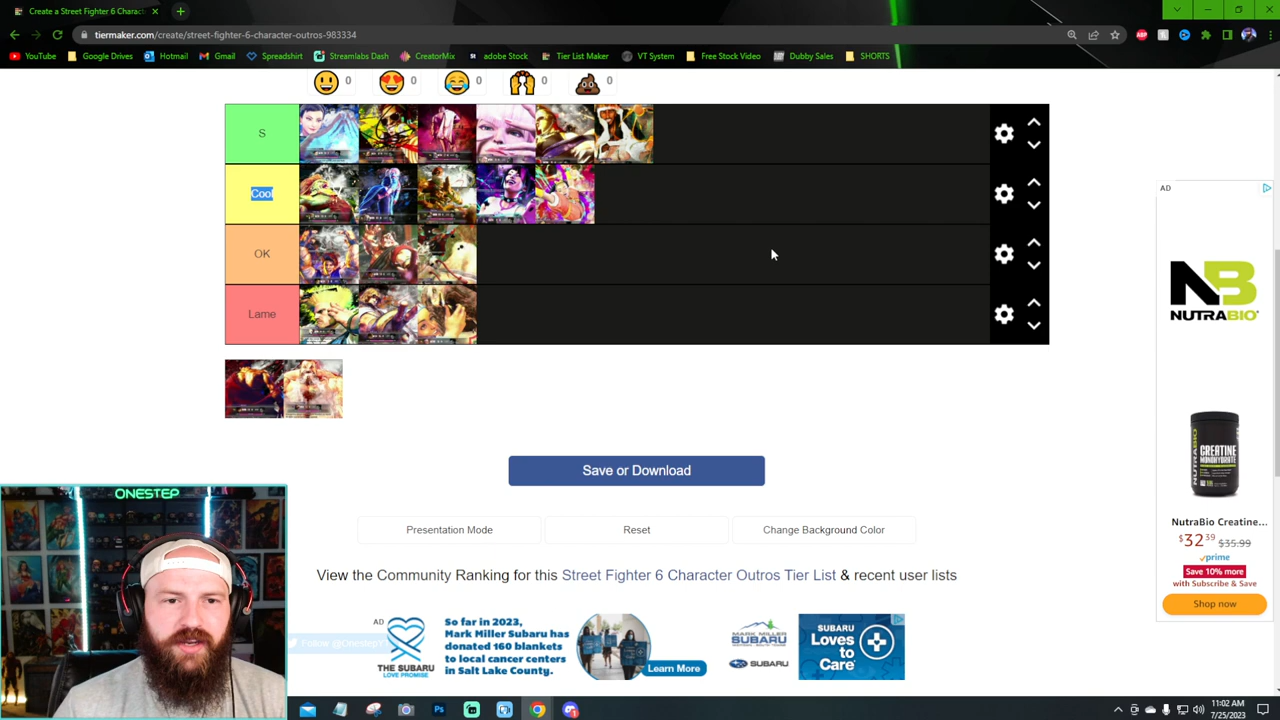 Create a Street Fighter 6 Charact
tiermaker.com/create/street-fighter-6-character-outros-983334
YouTube
Google Drives
Hotmail
Gmail
Spreadshirt
Streamlabs Dash
CreatorMix
adobe Stock
Tier List Maker
VT System
Free Stock Video
Dubby Sales
SHORTS
0
0
0
0
0
S
Cool
OK
Lame
Save or Download
Presentation Mode
Reset
Change Background Color
View the Community Ranking for this Street Fighter 6 Character Outros Tier List & recent user lists
AD
THE SUBARU
LOVE PROMISE
So far in 2023,
Mark Miller Subaru has
donated 160 blankets
to local cancer centers
in Salt Lake County.
Learn More
MARK MILLER
SUBARU
SUBARU
SUBARU
Loves to
Care
AD
NB
NUTRABIO
CREATINE
MONOHYDRATE
NutraBio Creatine...
$32 39 $35.99
prime
Save 10% more
with Subscribe & Save
Shop now
ONESTEP
Follow @OnestepYT
11:02 AM
7/25/2023